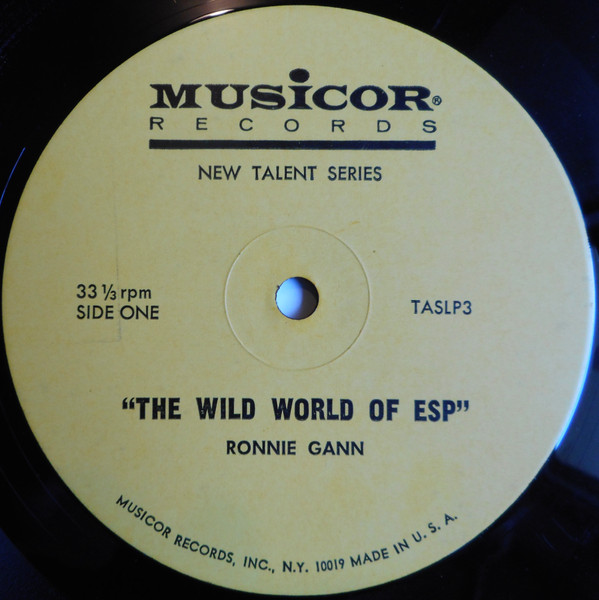 MUSICOR®
RECORDS
NEW TALENT SERIES
33 1/3 rpm
SIDE ONE
TASLP3
"THE WILD WORLD OF ESP"
RONNIE GANN
MUSICOR RECORDS, INC., N.Y. 10019 MADE IN U. S. A.